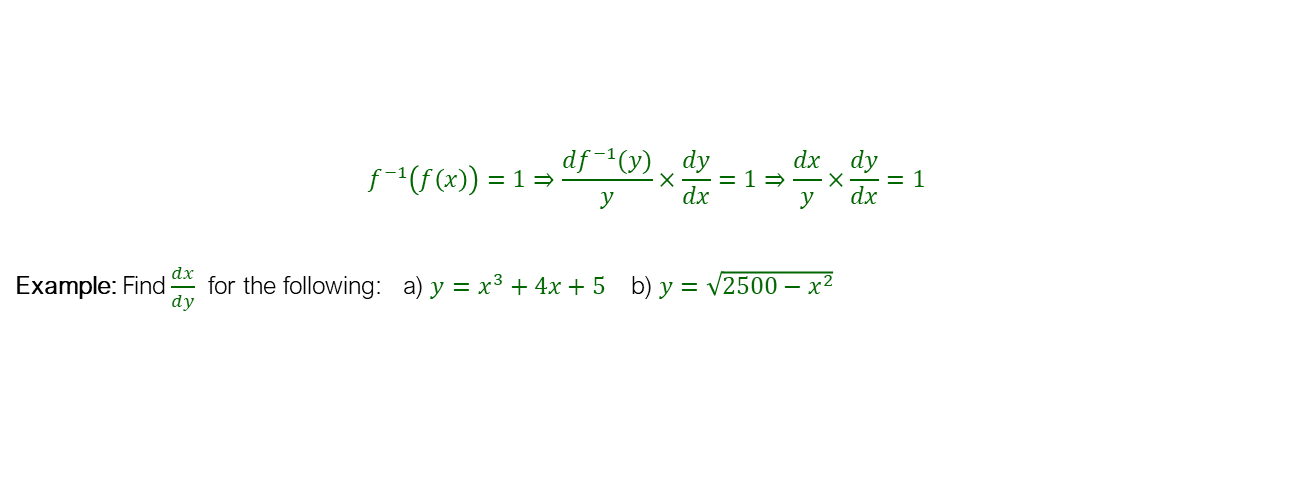 f⁻¹(f(x)) = 1 ⇒ df⁻¹(y)/y × dy/dx = 1 ⇒ dx/y × dy/dx = 1
Example: Find dx/dy for the following: a) y = x³ + 4x + 5 b) y = √(2500 − x²)